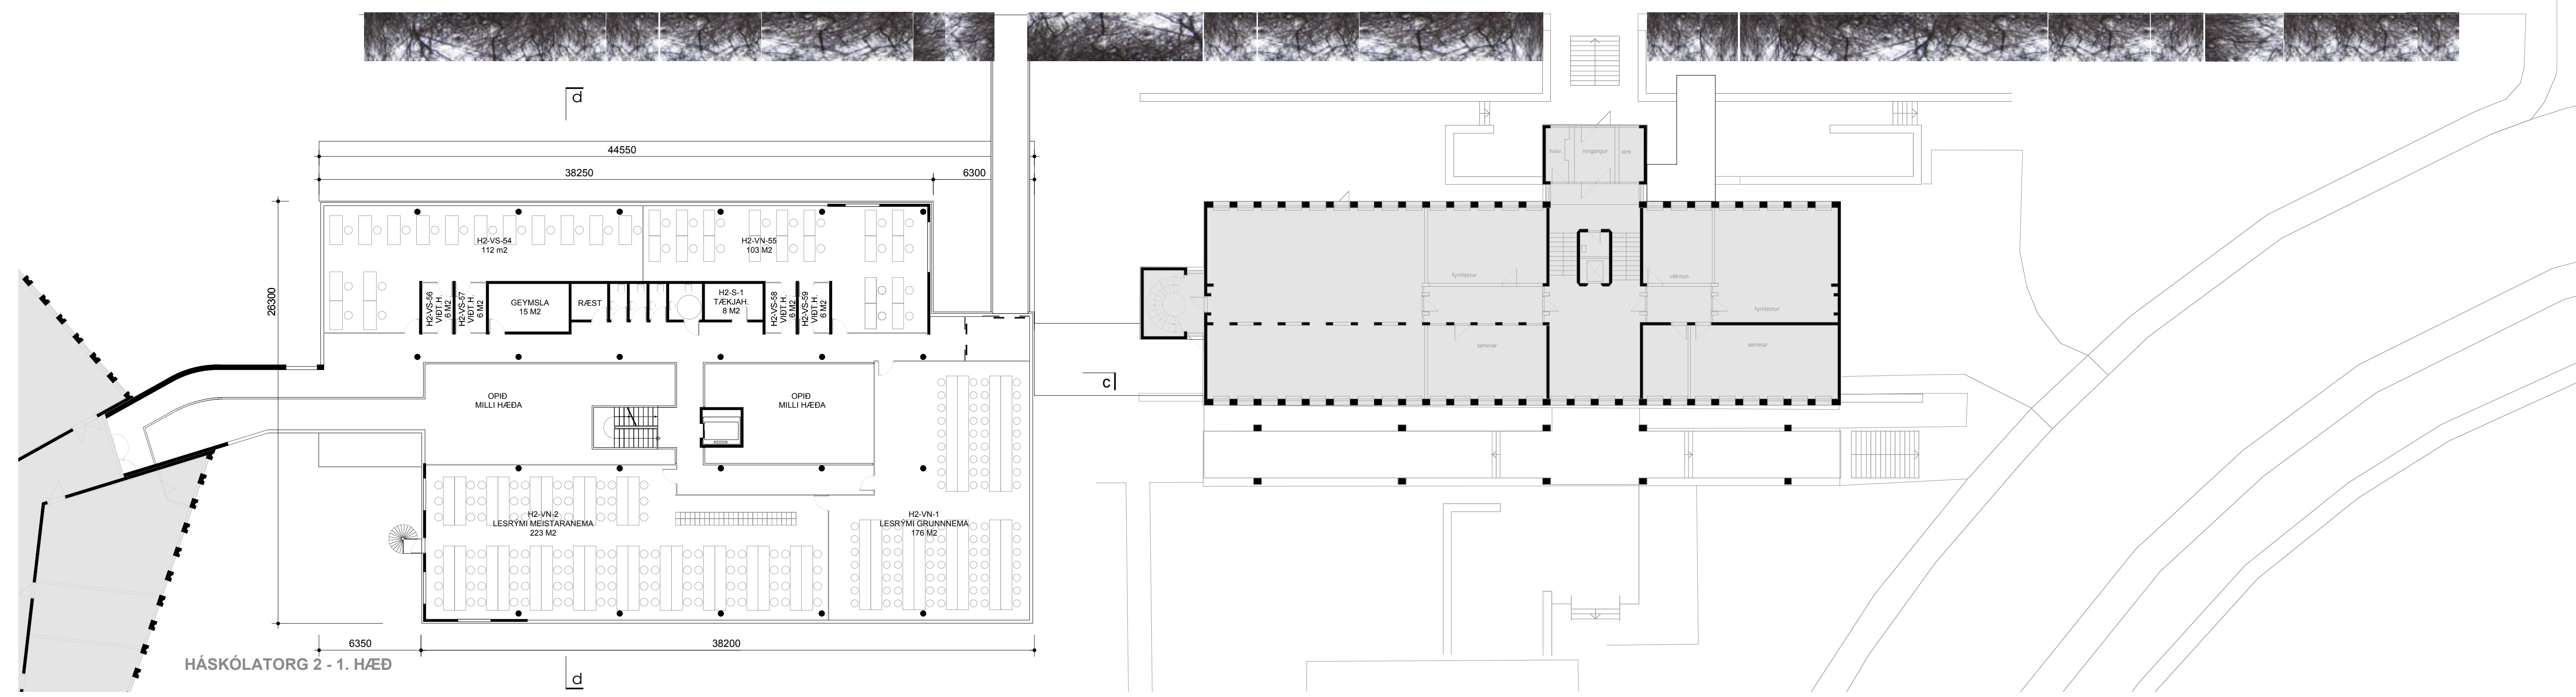 d
44550
38250
6300
26300
H2-VS-54
112 m2
H2-VN-55
103 M2
H2-VS-56
VIÐT.H.
6 M2
H2-VS-57
VIÐT.H.
6 M2
GEYMSLA
15 M2
RÆST
H2-S-1
TÆKJAH.
8 M2
H2-VS-58
VIÐT.H.
6 M2
H2-VS-59
VIÐT.H.
6 M2
OPIÐ
MILLI HÆÐA
OPIÐ
MILLI HÆÐA
c
H2-VN-2
LESRÝMI MEISTARANEMA
223 M2
H2-VN-1
LESRÝMI GRUNNNEMA
176 M2
6350
38200
HÁSKÓLATORG 2 - 1. HÆÐ
d
húsv.
inngangur
sími
fyrirlestur
vélritun
fyrirlestur
seminar
seminar